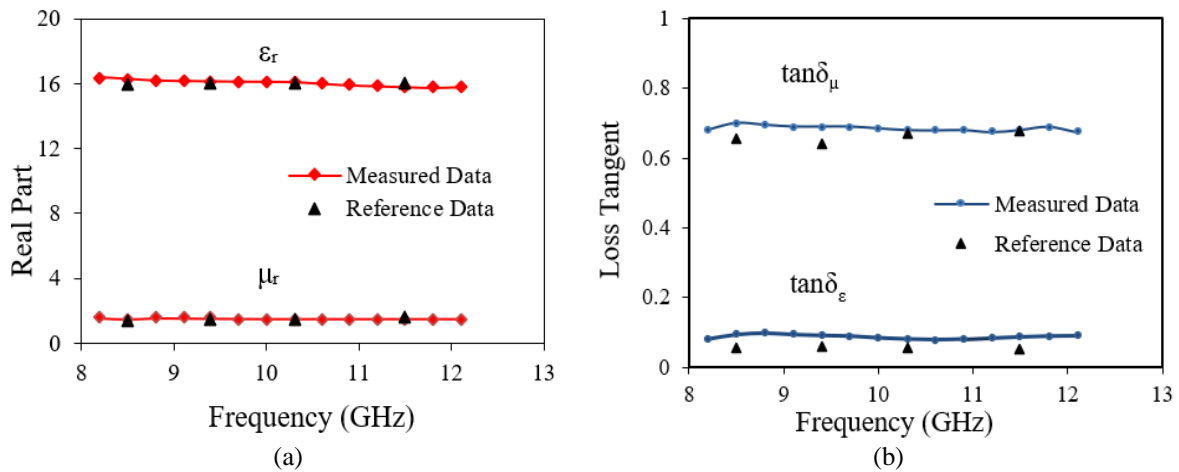 20
16
12
8
4
0
Real Part
εr
Measured Data
Reference Data
μr
8 9 10 11 12 13
Frequency (GHz)
(a)
1
0.8
0.6
0.4
0.2
0
Loss Tangent
tanδμ
Measured Data
Reference Data
tanδε
8 9 10 11 12 13
Frequency (GHz)
(b)